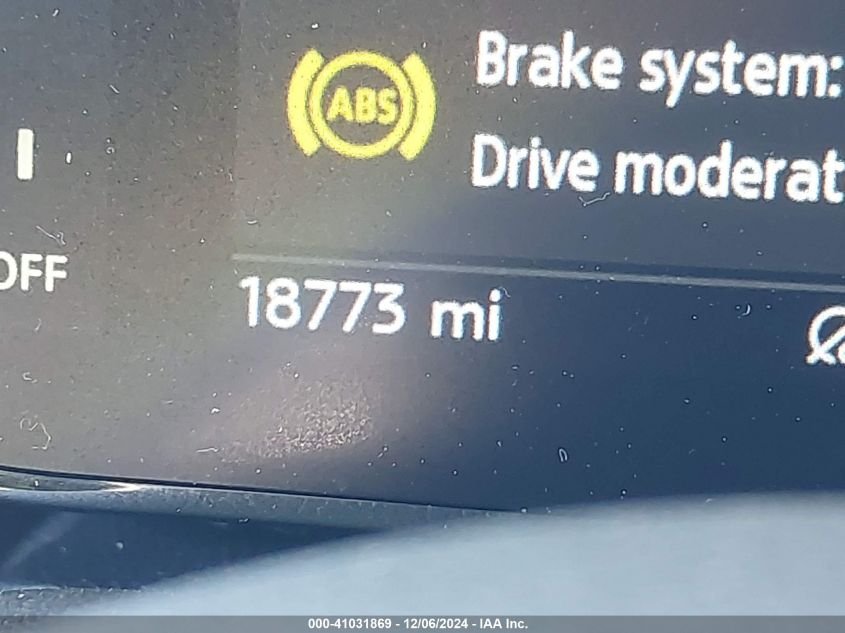 ABS
Brake system:
Drive moderat
OFF
18773 mi
000-41031869 - 12/06/2024 - IAA Inc.